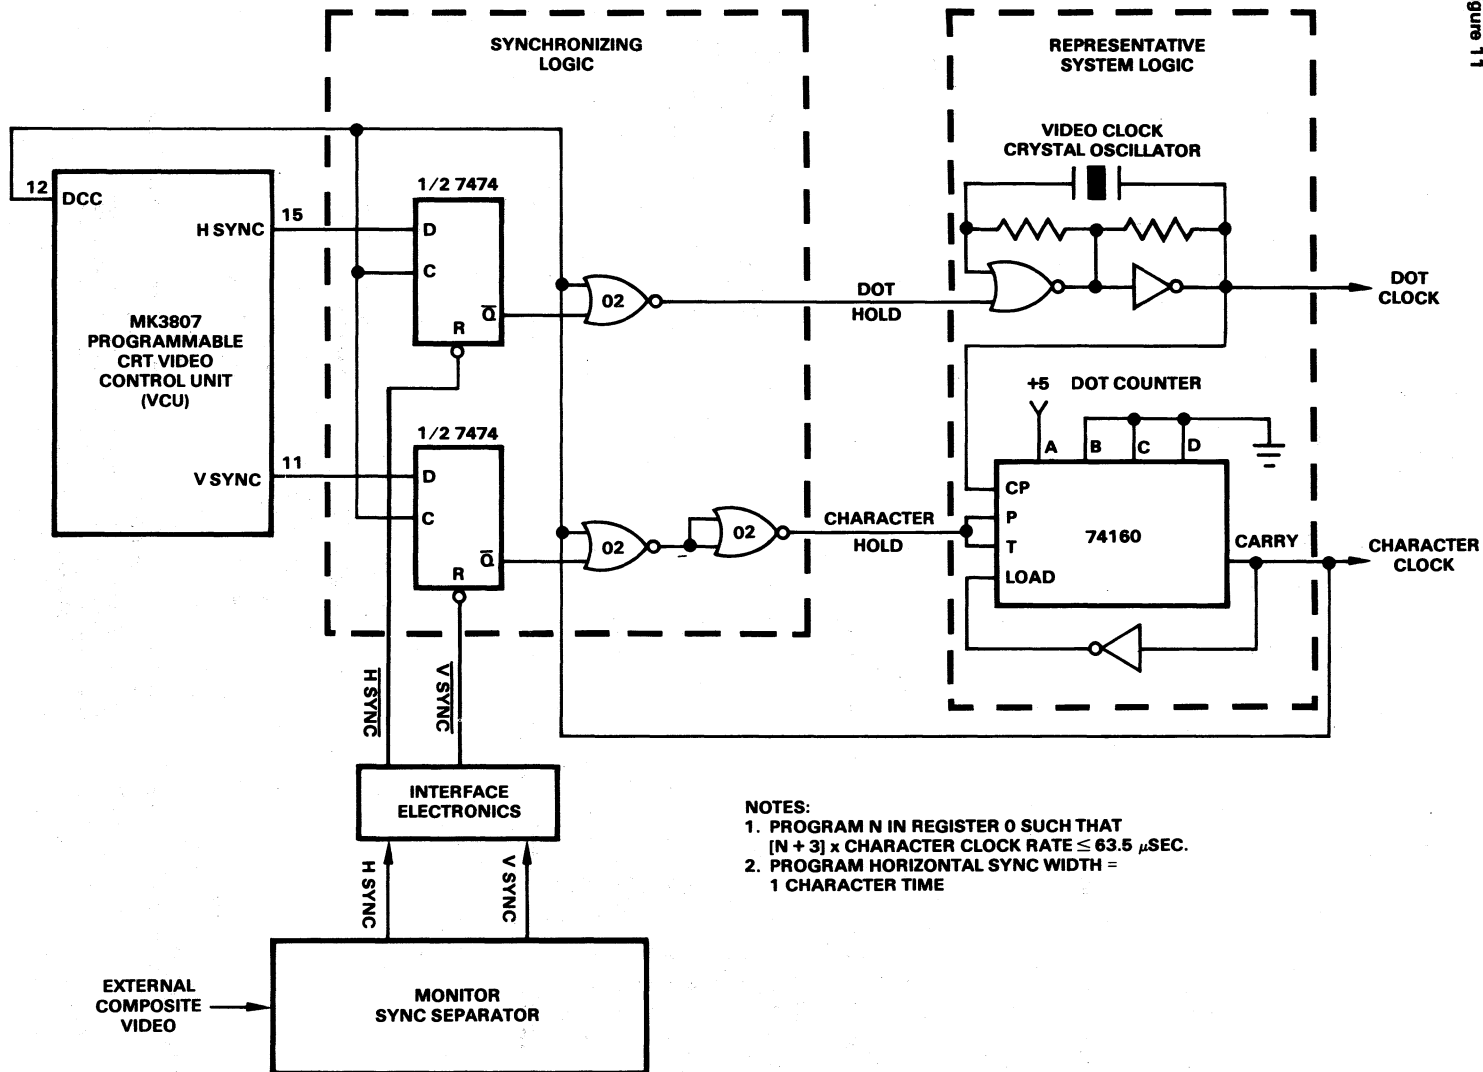 gure 11
SYNCHRONIZING
LOGIC
REPRESENTATIVE
SYSTEM LOGIC
VIDEO CLOCK
CRYSTAL OSCILLATOR
12
DCC
H SYNC
15
MK3807
PROGRAMMABLE
CRT VIDEO
CONTROL UNIT
(VCU)
V SYNC
11
1/2 7474
D
C
R
Q̅
02
DOT
HOLD
DOT
CLOCK
1/2 7474
D
C
R
Q̅
02
02
CHARACTER
HOLD
+5
DOT COUNTER
A
B
C
D
CP
P
T
LOAD
74160
CARRY
CHARACTER
CLOCK
H̅ ̅S̅Y̅N̅C̅
V̅ ̅S̅Y̅N̅C̅
INTERFACE
ELECTRONICS
H SYNC
V SYNC
EXTERNAL
COMPOSITE
VIDEO
MONITOR
SYNC SEPARATOR
NOTES:
1. PROGRAM N IN REGISTER 0 SUCH THAT
[N + 3] x CHARACTER CLOCK RATE ≤ 63.5 μSEC.
2. PROGRAM HORIZONTAL SYNC WIDTH =
1 CHARACTER TIME